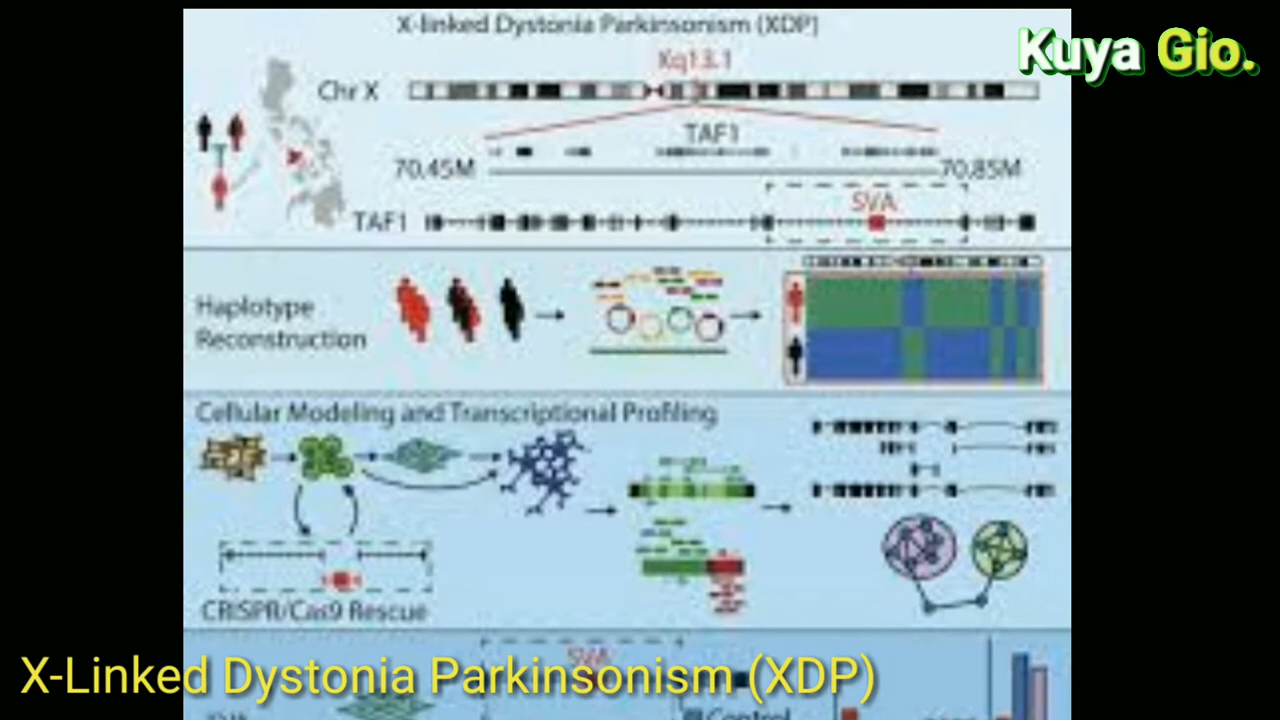 X-linked Dystonia Parkinsonism (XDP)
Kuya Gio.
Xq13.1
Chr X
TAF1
70.45M
70.85M
SVA
TAF1
Haplotype
Reconstruction
Cellular Modeling and Transcriptional Profiling
CRISPR/Cas9 Rescue
SVA
X-Linked Dystonia Parkinsonism (XDP)
Control